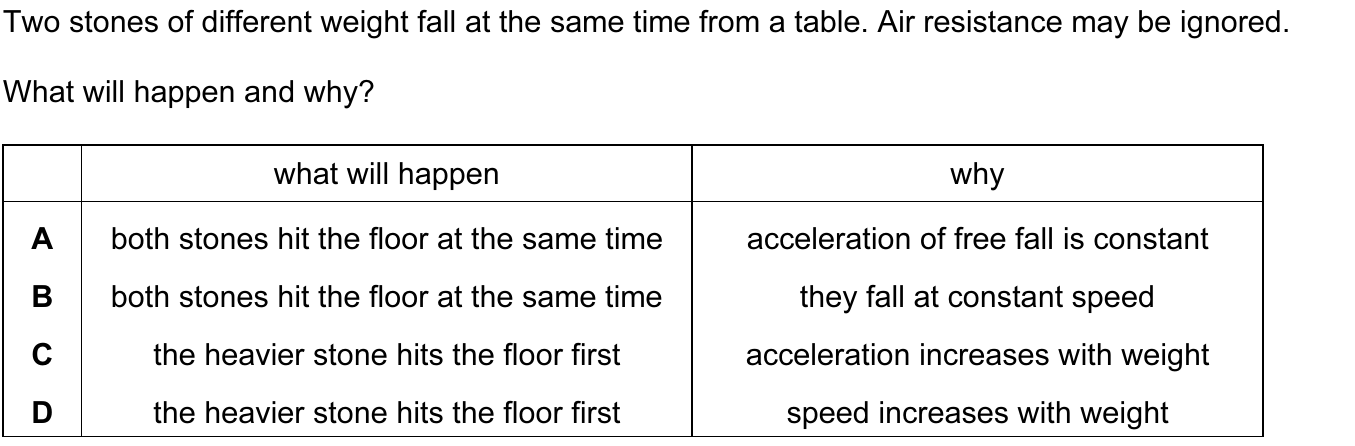 Two stones of different weight fall at the same time from a table. Air resistance may be ignored.
What will happen and why?
what will happen why
A both stones hit the floor at the same time acceleration of free fall is constant
B both stones hit the floor at the same time they fall at constant speed
C the heavier stone hits the floor first acceleration increases with weight
D the heavier stone hits the floor first speed increases with weight